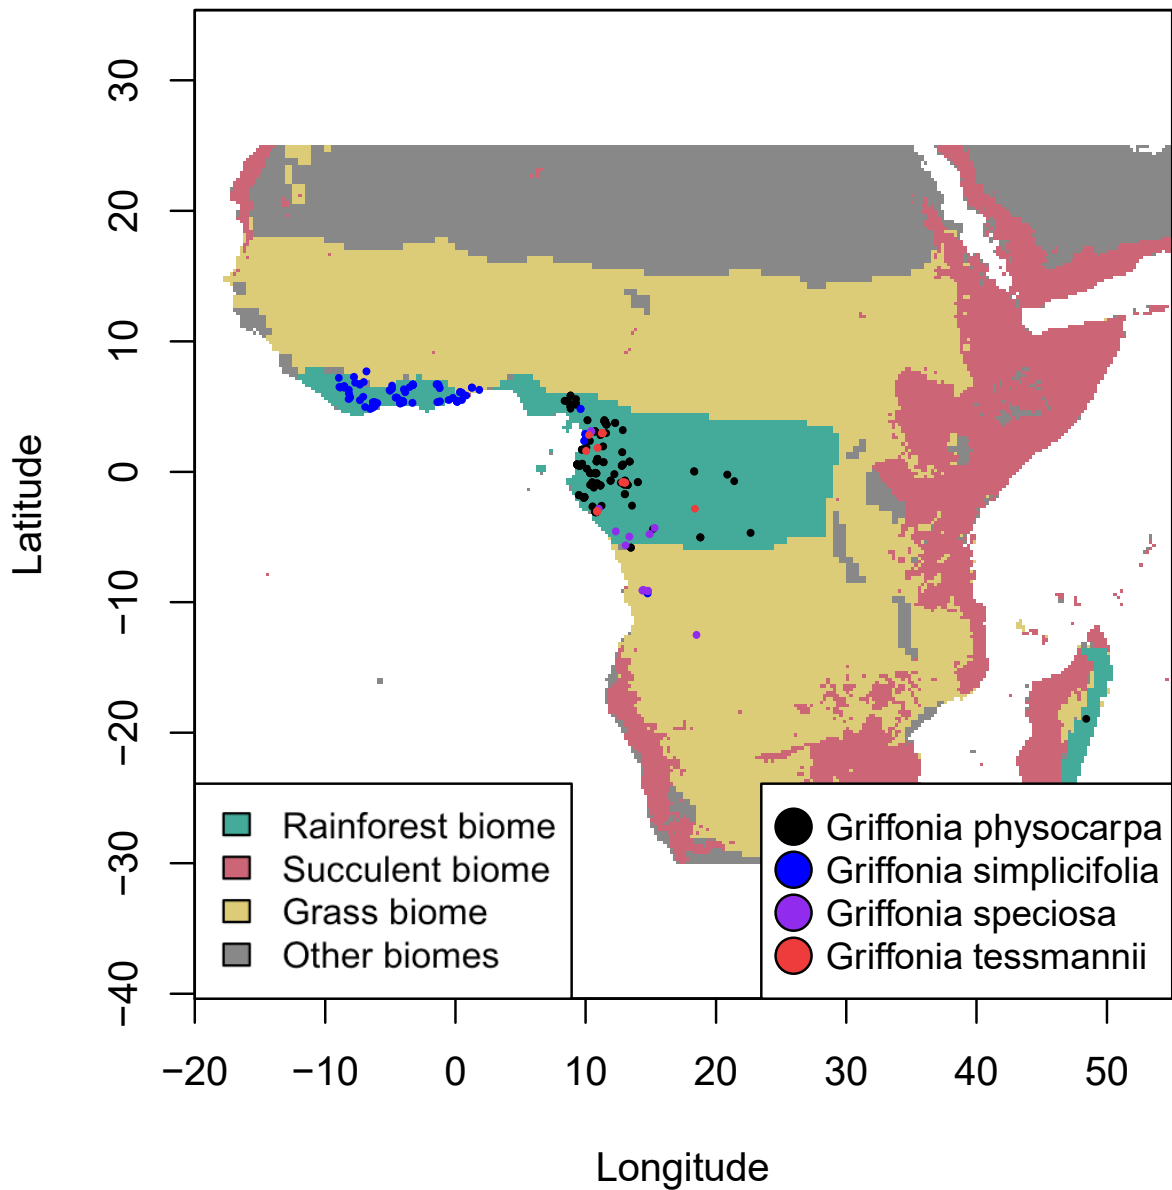 Latitude
30
20
10
0
−10
−20
−30
−40
Rainforest biome
Succulent biome
Grass biome
Other biomes
Griffonia physocarpa
Griffonia simplicifolia
Griffonia speciosa
Griffonia tessmannii
−20 −10 0 10 20 30 40 50
Longitude